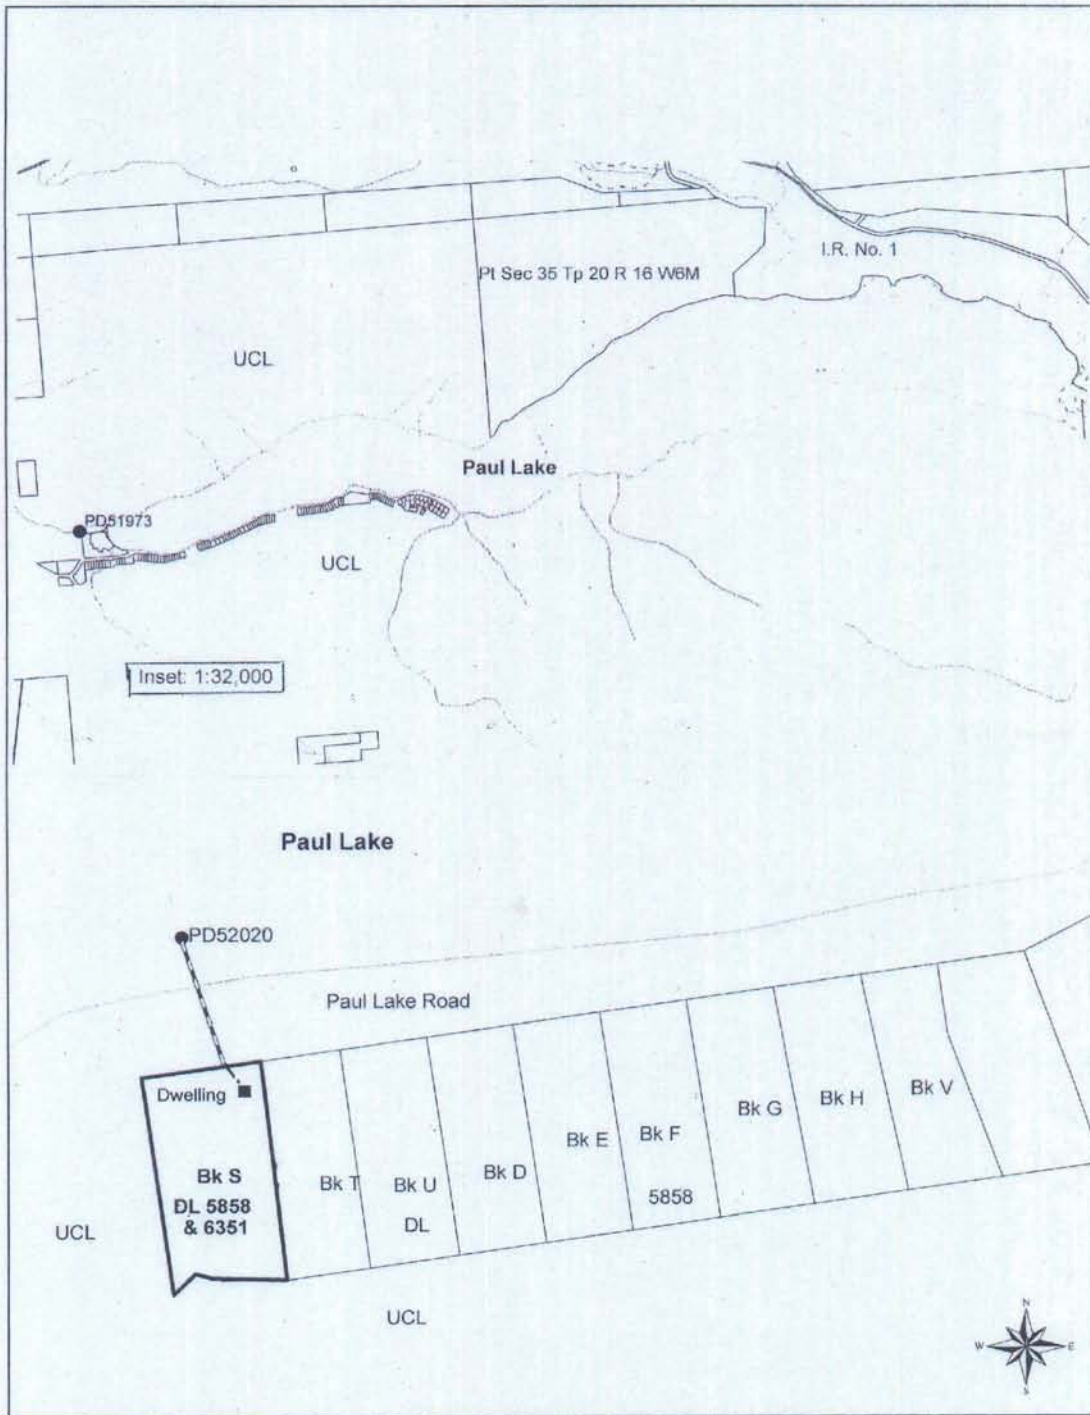 I.R. No. 1
Pt Sec 35 Tp 20 R 16 W6M
UCL
Paul Lake
PD51973
UCL
Inset: 1:32,000
Paul Lake
PD52020
Paul Lake Road
Dwelling
Bk S
DL 5858
& 6351
Bk T
Bk U
DL
Bk D
Bk E
Bk F
5858
Bk G
Bk H
Bk V
UCL
UCL
N
W
E
S